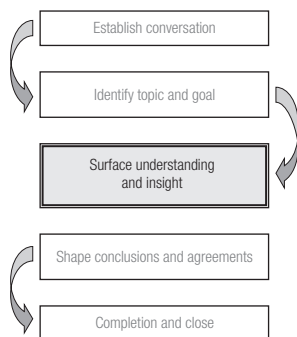 Establish conversation
Identify topic and goal
Surface understanding
and insight
Shape conclusions and agreements
Completion and close